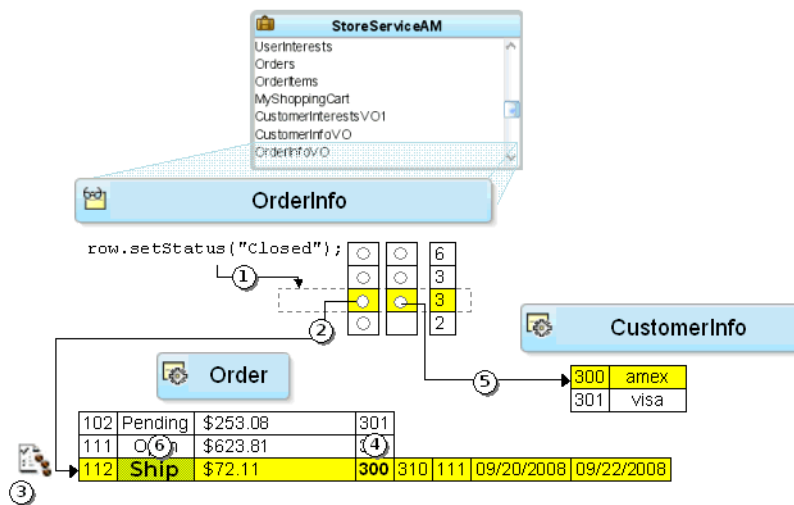 StoreServiceAM
UserInterests
Orders
OrderItems
MyShoppingCart
CustomerInterestsVO1
CustomerInfoVO
OrderInfoVO
OrderInfo
row.setStatus("Closed");
6
1
3
3
2
2
CustomerInfo
Order
5
300 amex
301 visa
102 Pending $253.08 301
111 6 $623.81 4
112 Ship $72.11 300 310 111 09/20/2008 09/22/2008
3